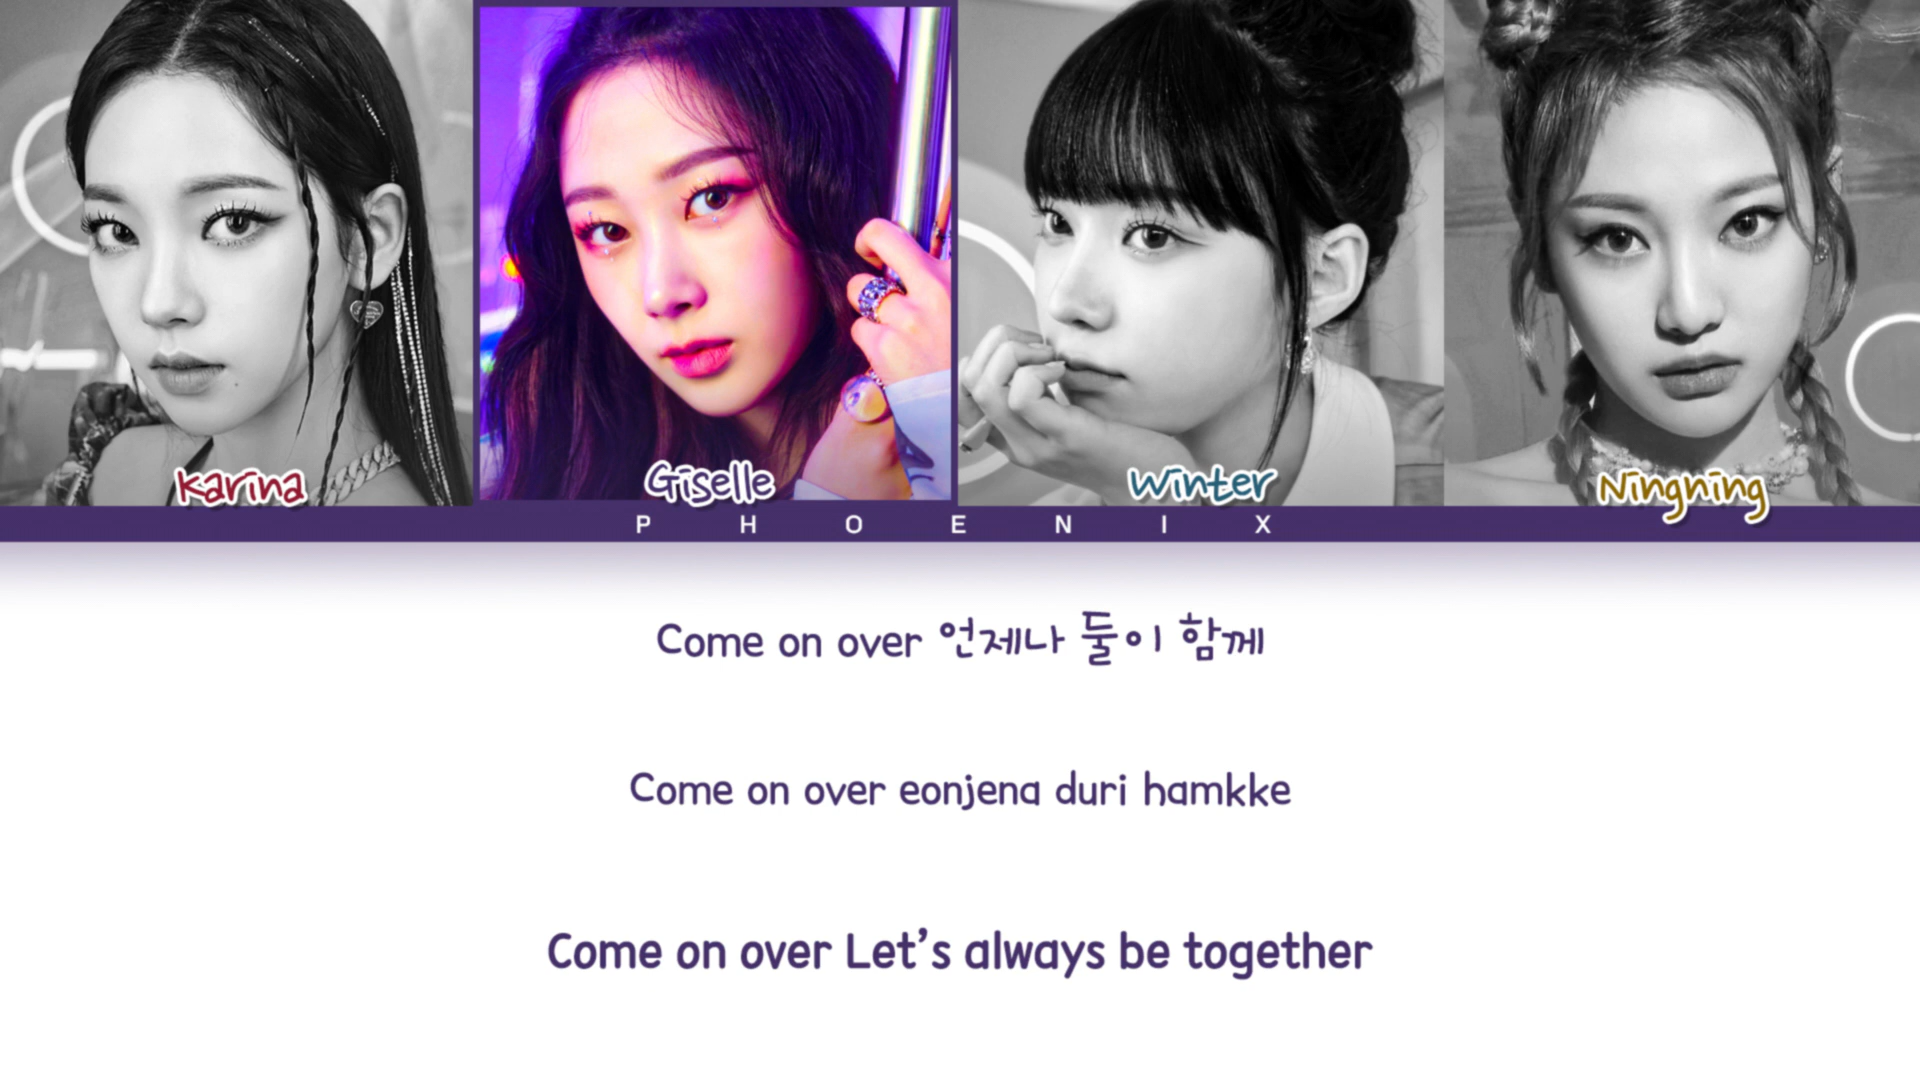 Karina
Giselle
Winter
Ningning
PHOENIX
Come on over 언제나 둘이 함께
Come on over eonjena duri hamkke
Come on over Let's always be together